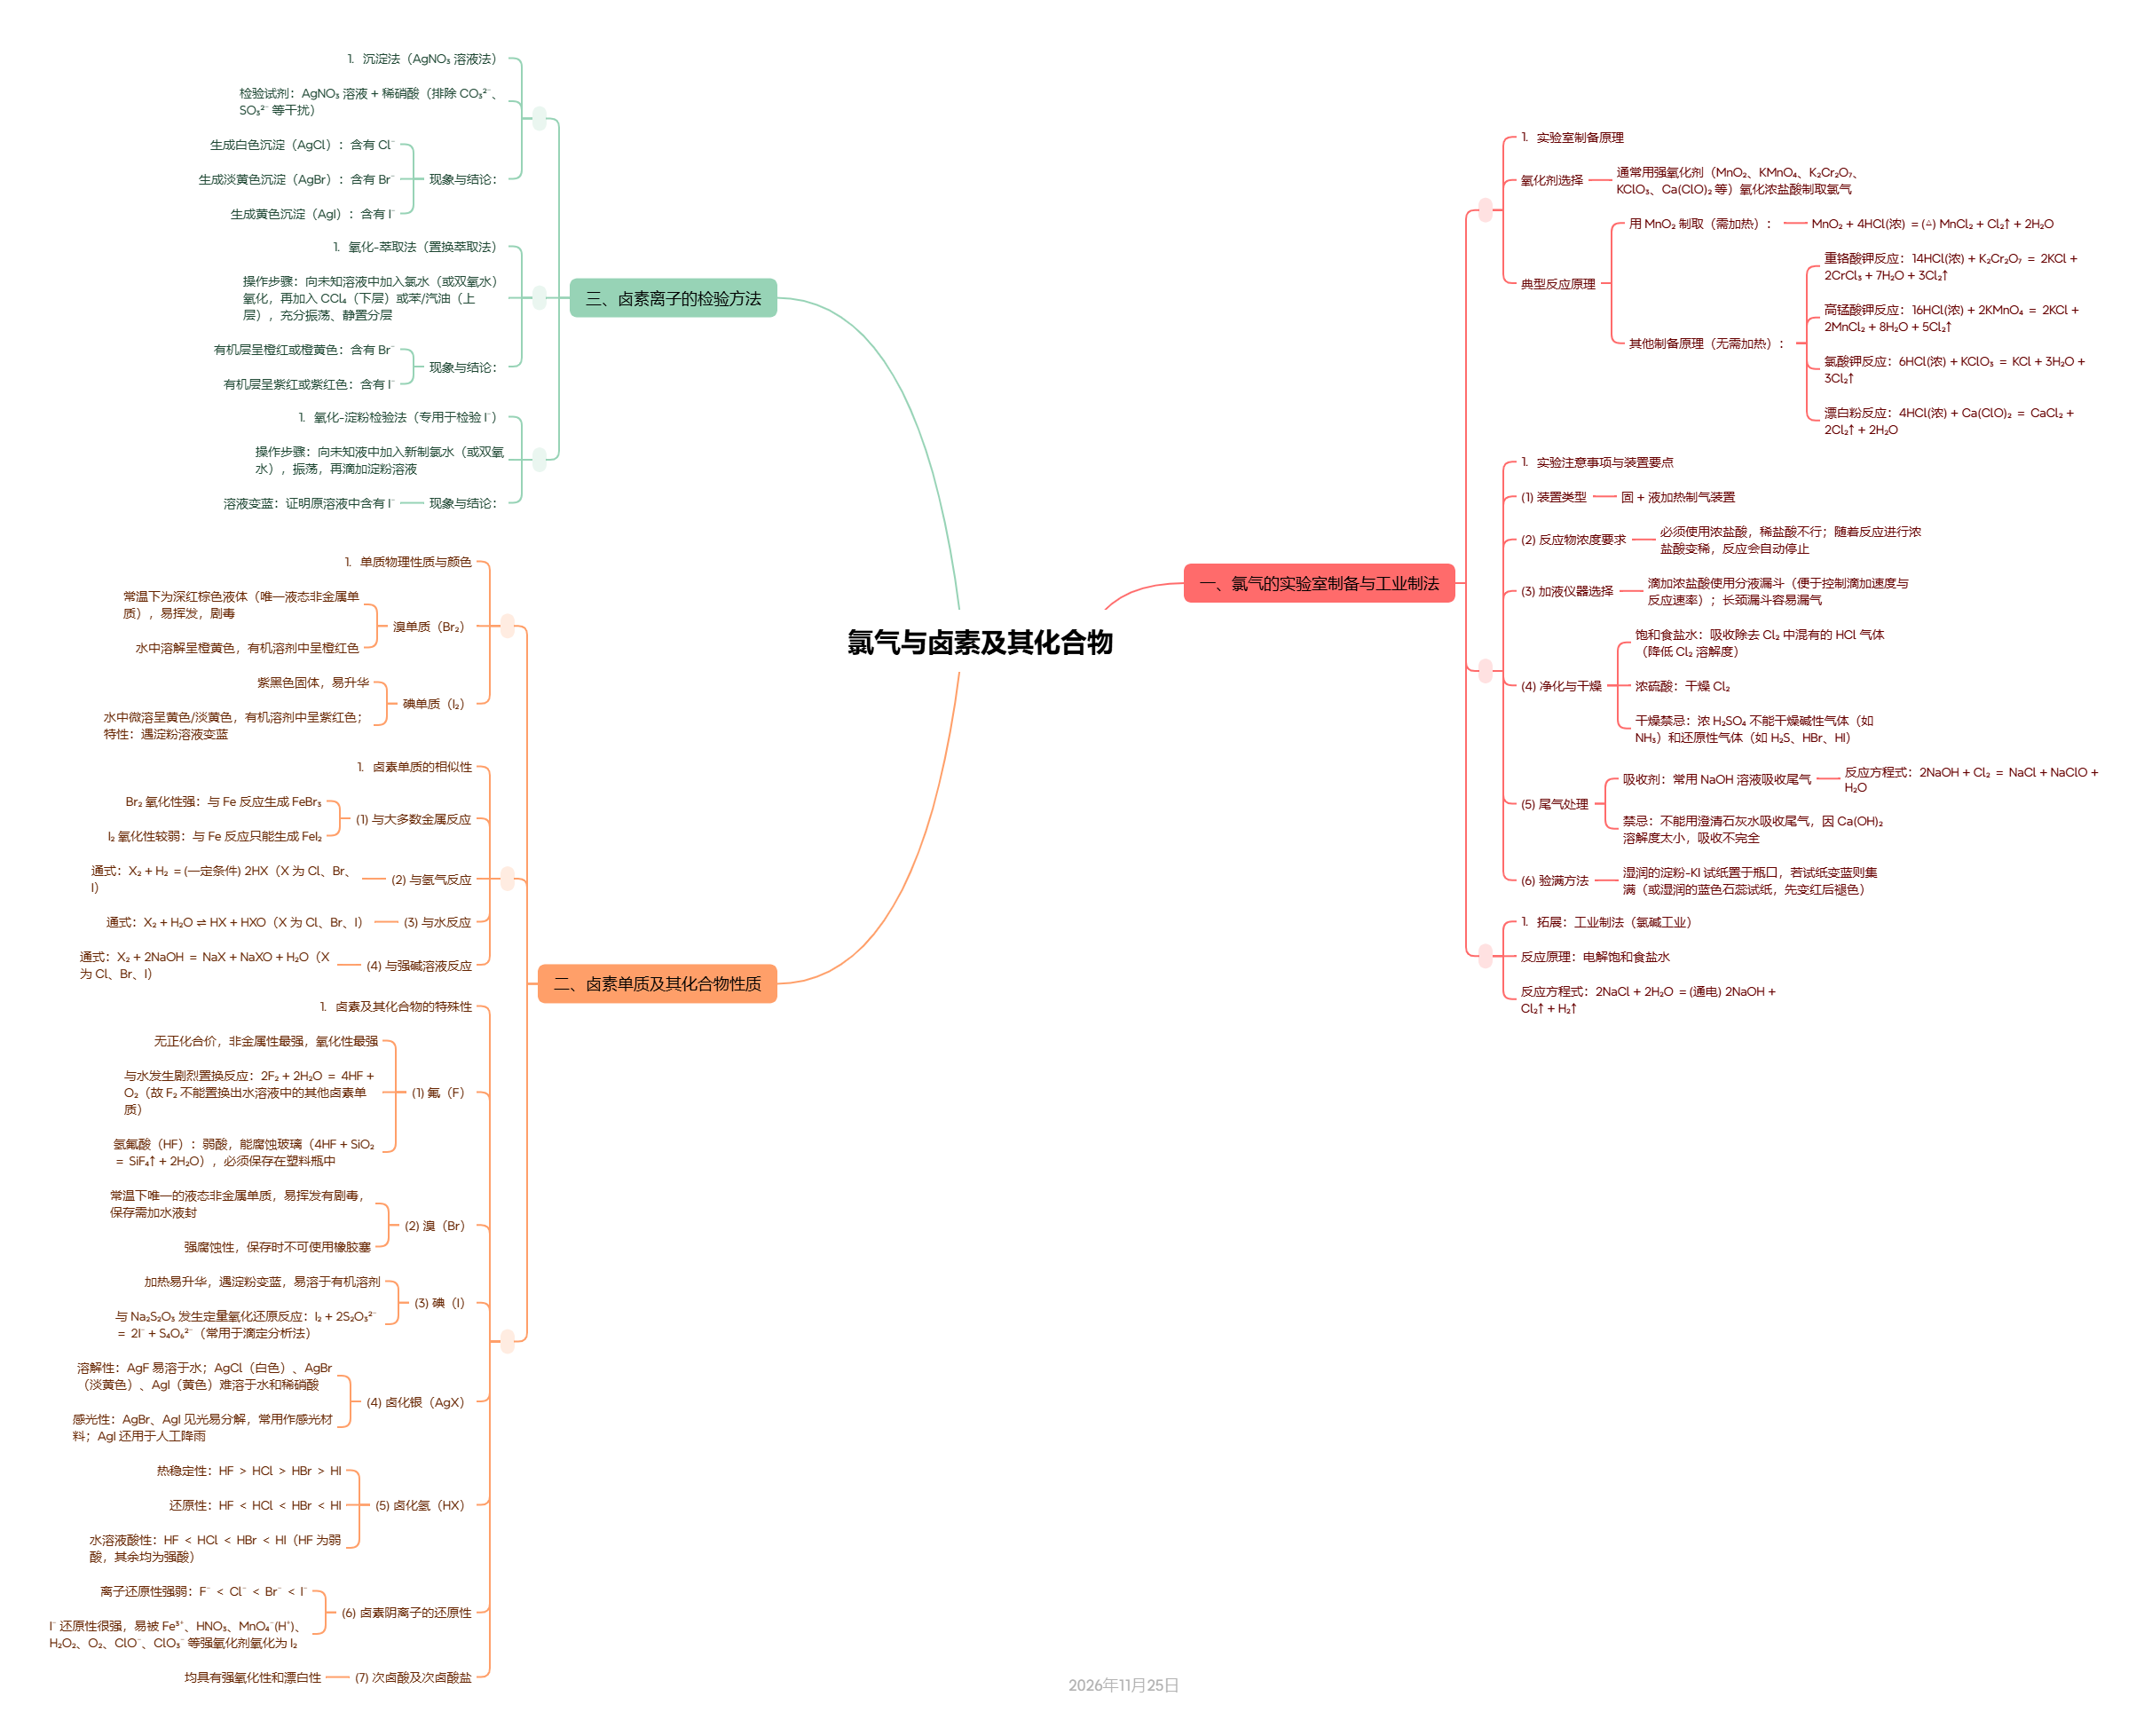 氯气与卤素及其化合物
一、氯气的实验室制备与工业制法
1. 实验室制备原理
氧化剂选择
通常用强氧化剂（MnO₂、KMnO₄、K₂Cr₂O₇、
KClO₃、Ca(ClO)₂ 等）氧化浓盐酸制取氯气
典型反应原理
用 MnO₂ 制取（需加热）：
MnO₂ + 4HCl(浓) =(△) MnCl₂ + Cl₂↑ + 2H₂O
其他制备原理（无需加热）：
重铬酸钾反应：14HCl(浓) + K₂Cr₂O₇ = 2KCl +
2CrCl₃ + 7H₂O + 3Cl₂↑
高锰酸钾反应：16HCl(浓) + 2KMnO₄ = 2KCl +
2MnCl₂ + 8H₂O + 5Cl₂↑
氯酸钾反应：6HCl(浓) + KClO₃ = KCl + 3H₂O +
3Cl₂↑
漂白粉反应：4HCl(浓) + Ca(ClO)₂ = CaCl₂ +
2Cl₂↑ + 2H₂O
1. 实验注意事项与装置要点
(1) 装置类型
固 + 液加热制气装置
(2) 反应物浓度要求
必须使用浓盐酸，稀盐酸不行；随着反应进行浓
盐酸变稀，反应会自动停止
(3) 加液仪器选择
滴加浓盐酸使用分液漏斗（便于控制滴加速度与
反应速率）；长颈漏斗容易漏气
(4) 净化与干燥
饱和食盐水：吸收除去 Cl₂ 中混有的 HCl 气体
（降低 Cl₂ 溶解度）
浓硫酸：干燥 Cl₂
干燥禁忌：浓 H₂SO₄ 不能干燥碱性气体（如
NH₃）和还原性气体（如 H₂S、HBr、HI）
(5) 尾气处理
吸收剂：常用 NaOH 溶液吸收尾气
反应方程式：2NaOH + Cl₂ = NaCl + NaClO +
H₂O
禁忌：不能用澄清石灰水吸收尾气，因 Ca(OH)₂
溶解度太小，吸收不完全
(6) 验满方法
湿润的淀粉-KI 试纸置于瓶口，若试纸变蓝则集
满（或湿润的蓝色石蕊试纸，先变红后褪色）
1. 拓展：工业制法（氯碱工业）
反应原理：电解饱和食盐水
反应方程式：2NaCl + 2H₂O =(通电) 2NaOH +
Cl₂↑ + H₂↑
二、卤素单质及其化合物性质
1. 单质物理性质与颜色
溴单质（Br₂）
常温下为深红棕色液体（唯一液态非金属单
质），易挥发，剧毒
水中溶解呈橙黄色，有机溶剂中呈橙红色
碘单质（I₂）
紫黑色固体，易升华
水中微溶呈黄色/淡黄色，有机溶剂中呈紫红色；
特性：遇淀粉溶液变蓝
1. 卤素单质的相似性
(1) 与大多数金属反应
Br₂ 氧化性强：与 Fe 反应生成 FeBr₃
I₂ 氧化性较弱：与 Fe 反应只能生成 FeI₂
(2) 与氢气反应
通式：X₂ + H₂ =(一定条件) 2HX（X 为 Cl、Br、
I）
(3) 与水反应
通式：X₂ + H₂O ⇌ HX + HXO（X 为 Cl、Br、I）
(4) 与强碱溶液反应
通式：X₂ + 2NaOH = NaX + NaXO + H₂O（X
为 Cl、Br、I）
1. 卤素及其化合物的特殊性
(1) 氟（F）
无正化合价，非金属性最强，氧化性最强
与水发生剧烈置换反应：2F₂ + 2H₂O = 4HF +
O₂（故 F₂ 不能置换出水溶液中的其他卤素单
质）
氢氟酸（HF）：弱酸，能腐蚀玻璃（4HF + SiO₂
= SiF₄↑ + 2H₂O），必须保存在塑料瓶中
(2) 溴（Br）
常温下唯一的液态非金属单质，易挥发有剧毒，
保存需加水液封
强腐蚀性，保存时不可使用橡胶塞
(3) 碘（I）
加热易升华，遇淀粉变蓝，易溶于有机溶剂
与 Na₂S₂O₃ 发生定量氧化还原反应：I₂ + 2S₂O₃²⁻
= 2I⁻ + S₄O₆²⁻（常用于滴定分析法）
(4) 卤化银（AgX）
溶解性：AgF 易溶于水；AgCl（白色）、AgBr
（淡黄色）、AgI（黄色）难溶于水和稀硝酸
感光性：AgBr、AgI 见光易分解，常用作感光材
料；AgI 还用于人工降雨
(5) 卤化氢（HX）
热稳定性：HF > HCl > HBr > HI
还原性：HF < HCl < HBr < HI
水溶液酸性：HF < HCl < HBr < HI（HF 为弱
酸，其余均为强酸）
(6) 卤素阴离子的还原性
离子还原性强弱：F⁻ < Cl⁻ < Br⁻ < I⁻
I⁻ 还原性很强，易被 Fe³⁺、HNO₃、MnO₄⁻(H⁺)、
H₂O₂、O₂、ClO⁻、ClO₃⁻ 等强氧化剂氧化为 I₂
(7) 次卤酸及次卤酸盐
均具有强氧化性和漂白性
三、卤素离子的检验方法
1. 沉淀法（AgNO₃ 溶液法）
检验试剂：AgNO₃ 溶液 + 稀硝酸（排除 CO₃²⁻、
SO₃²⁻ 等干扰）
现象与结论：
生成白色沉淀（AgCl）：含有 Cl⁻
生成淡黄色沉淀（AgBr）：含有 Br⁻
生成黄色沉淀（AgI）：含有 I⁻
1. 氧化-萃取法（置换萃取法）
操作步骤：向未知溶液中加入氯水（或双氧水）
氧化，再加入 CCl₄（下层）或苯/汽油（上
层），充分振荡、静置分层
现象与结论：
有机层呈橙红或橙黄色：含有 Br⁻
有机层呈紫红或紫红色：含有 I⁻
1. 氧化-淀粉检验法（专用于检验 I⁻）
操作步骤：向未知液中加入新制氯水（或双氧
水），振荡，再滴加淀粉溶液
现象与结论：
溶液变蓝：证明原溶液中含有 I⁻
2026年11月25日